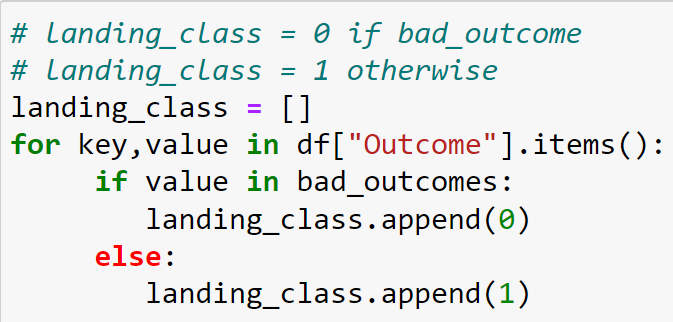 # landing_class = 0 if bad_outcome
# landing_class = 1 otherwise
landing_class = []
for key,value in df["Outcome"].items():
     if value in bad_outcomes:
        landing_class.append(0)
     else:
        landing_class.append(1)